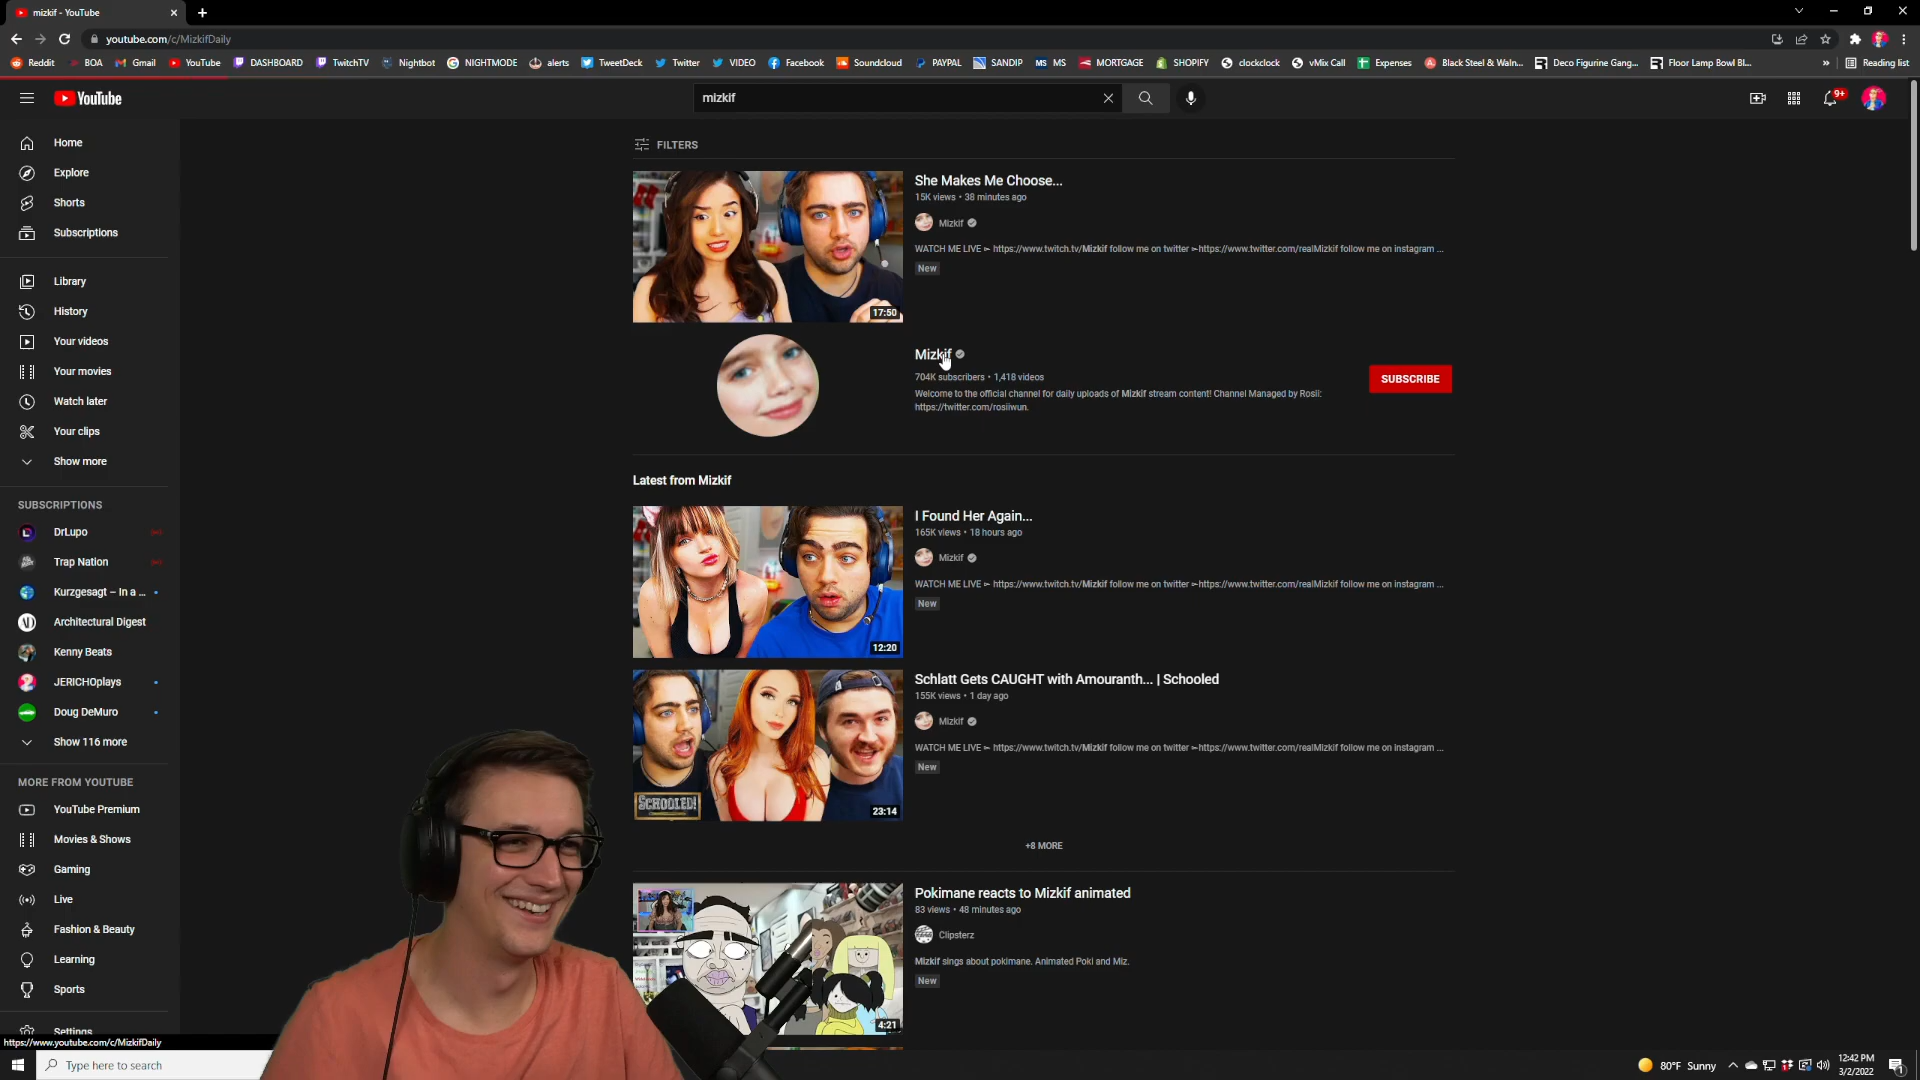 mizkif - YouTube
youtube.com/c/MizkifDaily
Reddit BOA Gmail YouTube DASHBOARD TwitchTV Nightbot NIGHTMODE alerts TweetDeck Twitter VIDEO Facebook Soundcloud PAYPAL SANDIP MS MS MORTGAGE SHOPIFY clockclock vMix Call Expenses Black Steel & Waln... Deco Figurine Gang... Floor Lamp Bowl Bl... » Reading list
YouTube
mizkif
9+
Home
Explore
Shorts
Subscriptions
Library
History
Your videos
Your movies
Watch later
Your clips
Show more
SUBSCRIPTIONS
DrLupo
Trap Nation
Kurzgesagt – In a ...
Architectural Digest
Kenny Beats
JERICHOplays
Doug DeMuro
Show 116 more
MORE FROM YOUTUBE
YouTube Premium
Movies & Shows
Gaming
Live
Fashion & Beauty
Learning
Sports
Settings
https://www.youtube.com/c/MizkifDaily
FILTERS
17:50
She Makes Me Choose...
15K views • 38 minutes ago
Mizkif
WATCH ME LIVE ➳ https://www.twitch.tv/Mizkif follow me on twitter ➳https://www.twitter.com/realMizkif follow me on instagram ...
New
Mizkif
704K subscribers • 1,418 videos
Welcome to the official channel for daily uploads of Mizkif stream content! Channel Managed by Rosii:
https://twitter.com/rosiiwun.
SUBSCRIBE
Latest from Mizkif
12:20
I Found Her Again...
165K views • 18 hours ago
Mizkif
WATCH ME LIVE ➳ https://www.twitch.tv/Mizkif follow me on twitter ➳https://www.twitter.com/realMizkif follow me on instagram ...
New
SCHOOLED!
23:14
Schlatt Gets CAUGHT with Amouranth... | Schooled
155K views • 1 day ago
Mizkif
WATCH ME LIVE ➳ https://www.twitch.tv/Mizkif follow me on twitter ➳https://www.twitter.com/realMizkif follow me on instagram ...
New
+8 MORE
4:21
Pokimane reacts to Mizkif animated
83 views • 48 minutes ago
Clipsterz
Mizkif sings about pokimane. Animated Poki and Miz.
New
Type here to search
80°F Sunny
12:42 PM
3/2/2022
1